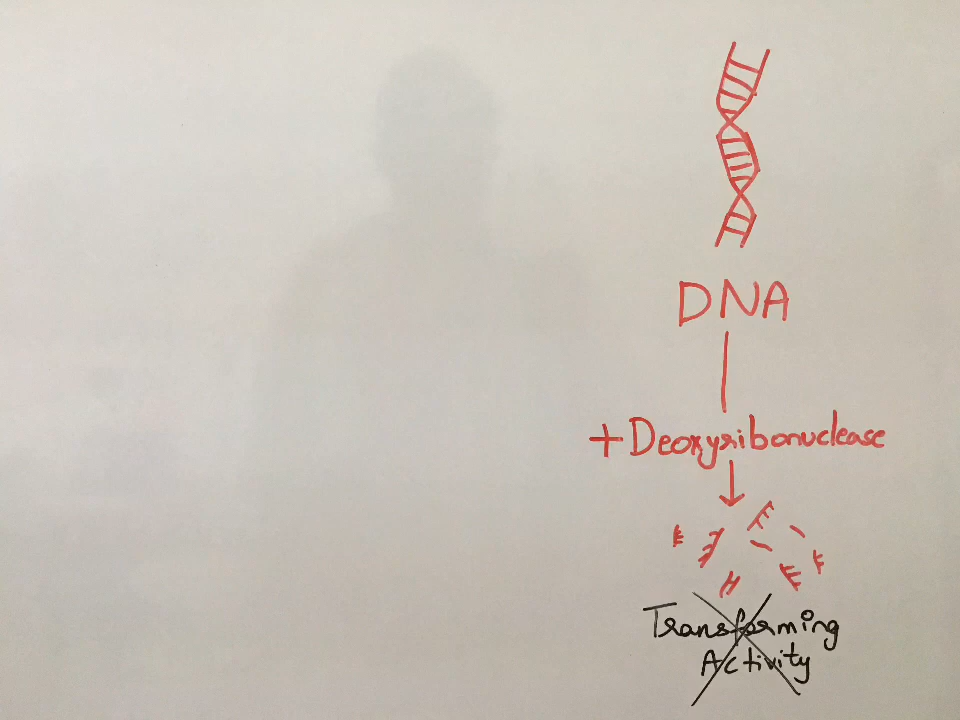 DNA
+ Deoxyribonuclease
Transforming
Activity